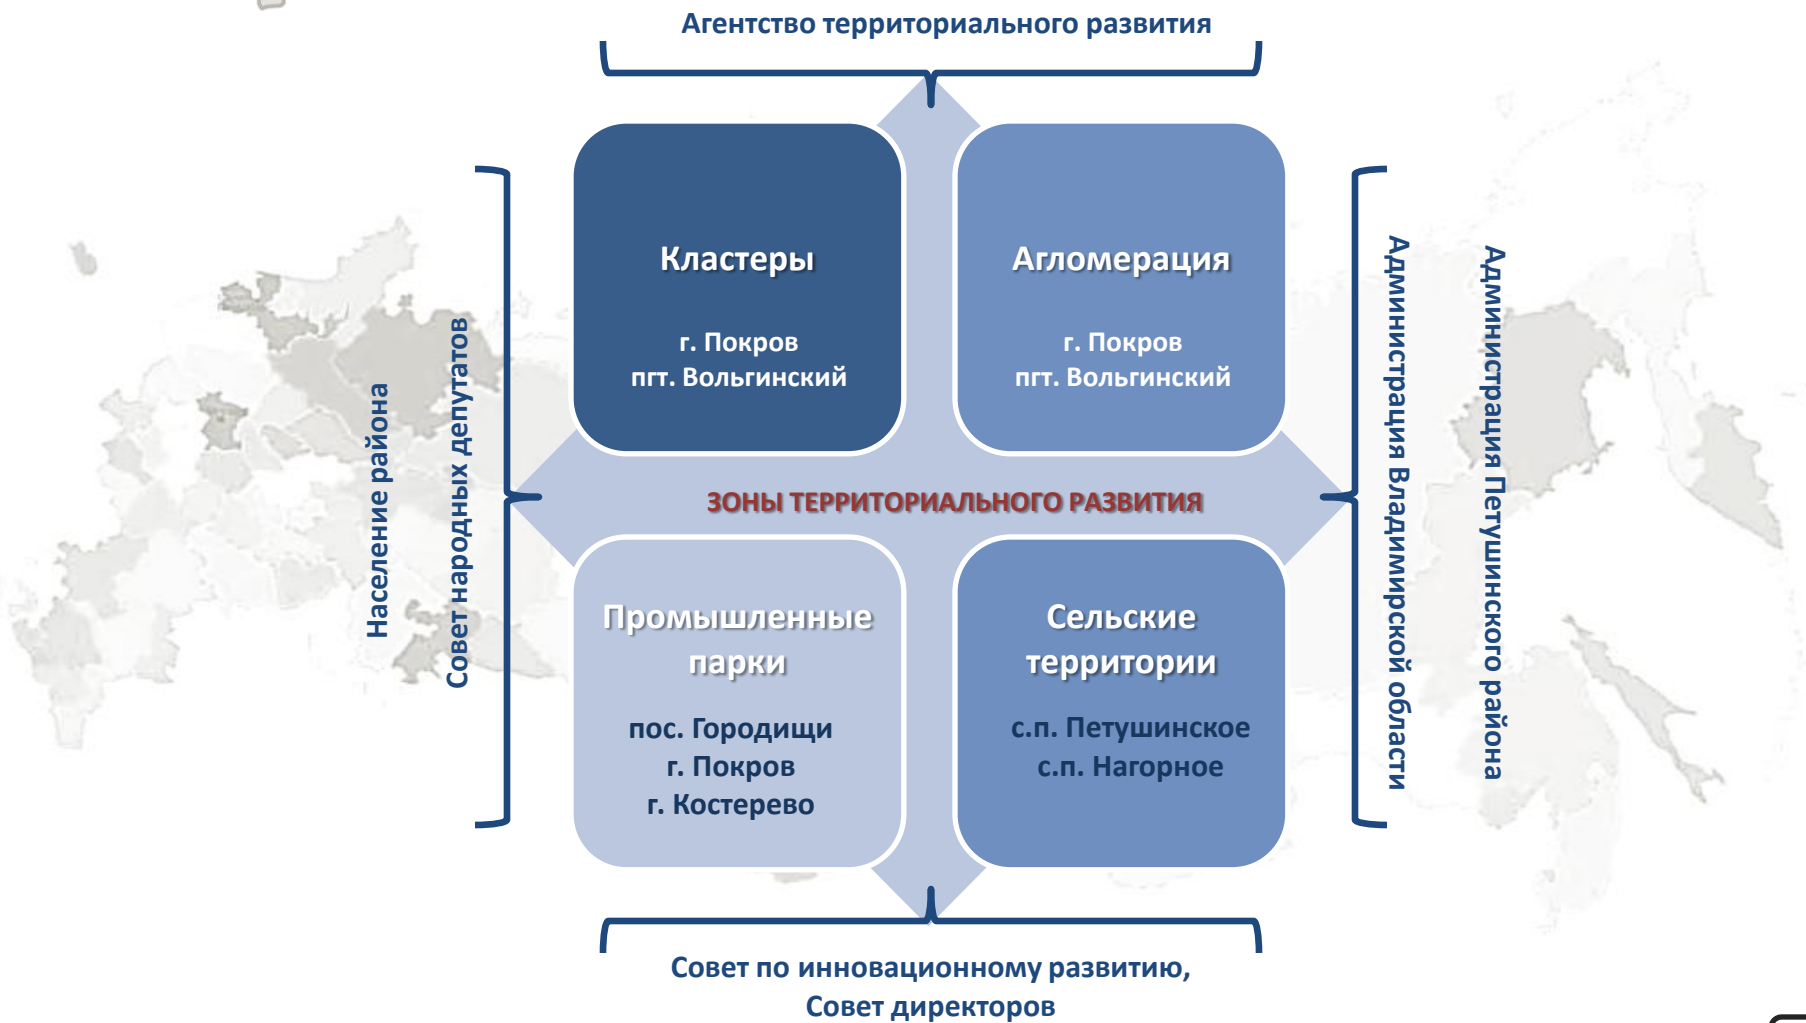 Агентство территориального развития
Кластеры
г. Покров
пгт. Вольгинский
Агломерация
г. Покров
пгт. Вольгинский
Население района
Совет народных депутатов
ЗОНЫ ТЕРРИТОРИАЛЬНОГО РАЗВИТИЯ
Администрация Владимирской области
Администрация Петушинского района
Промышленные
парки
пос. Городищи
г. Покров
г. Костерево
Сельские
территории
с.п. Петушинское
с.п. Нагорное
Совет по инновационному развитию,
Совет директоров